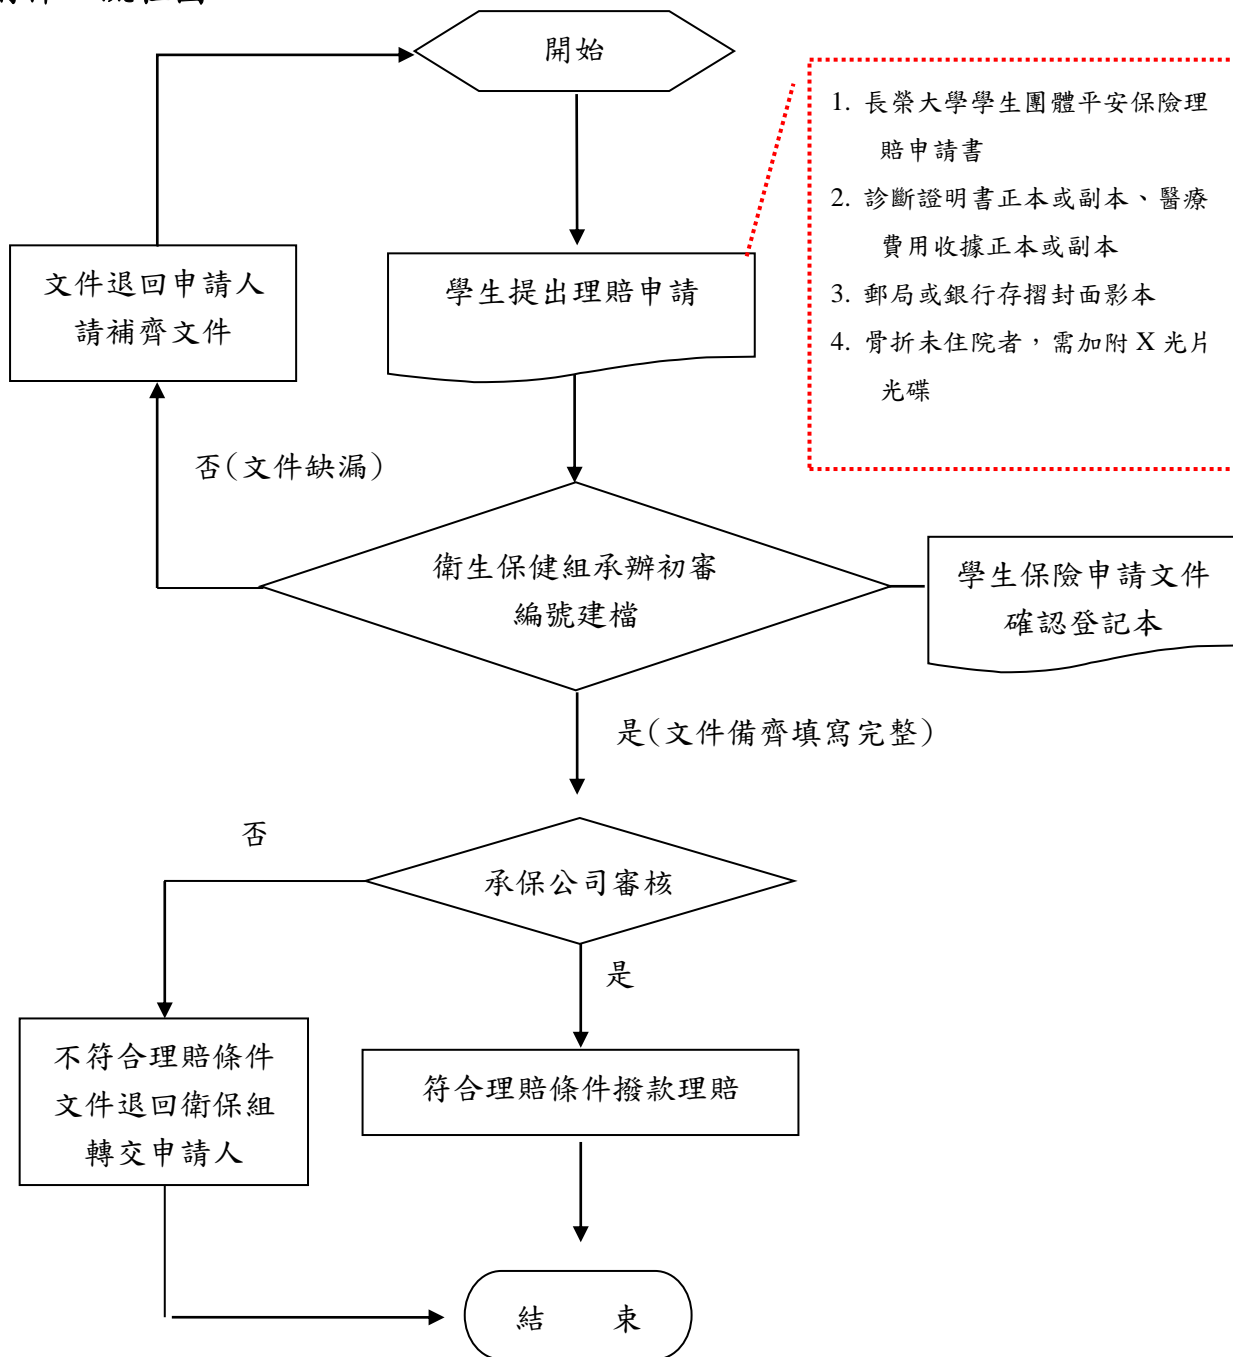 開始
1. 長榮大學學生團體平安保險理
賠申請書
2. 診斷證明書正本或副本、醫療
費用收據正本或副本
3. 郵局或銀行存摺封面影本
4. 骨折未住院者，需加附 X 光片
光碟
文件退回申請人
請補齊文件
學生提出理賠申請
否(文件缺漏)
衛生保健組承辦初審
編號建檔
學生保險申請文件
確認登記本
是(文件備齊填寫完整)
否
承保公司審核
是
不符合理賠條件
文件退回衛保組
轉交申請人
符合理賠條件撥款理賠
結 束